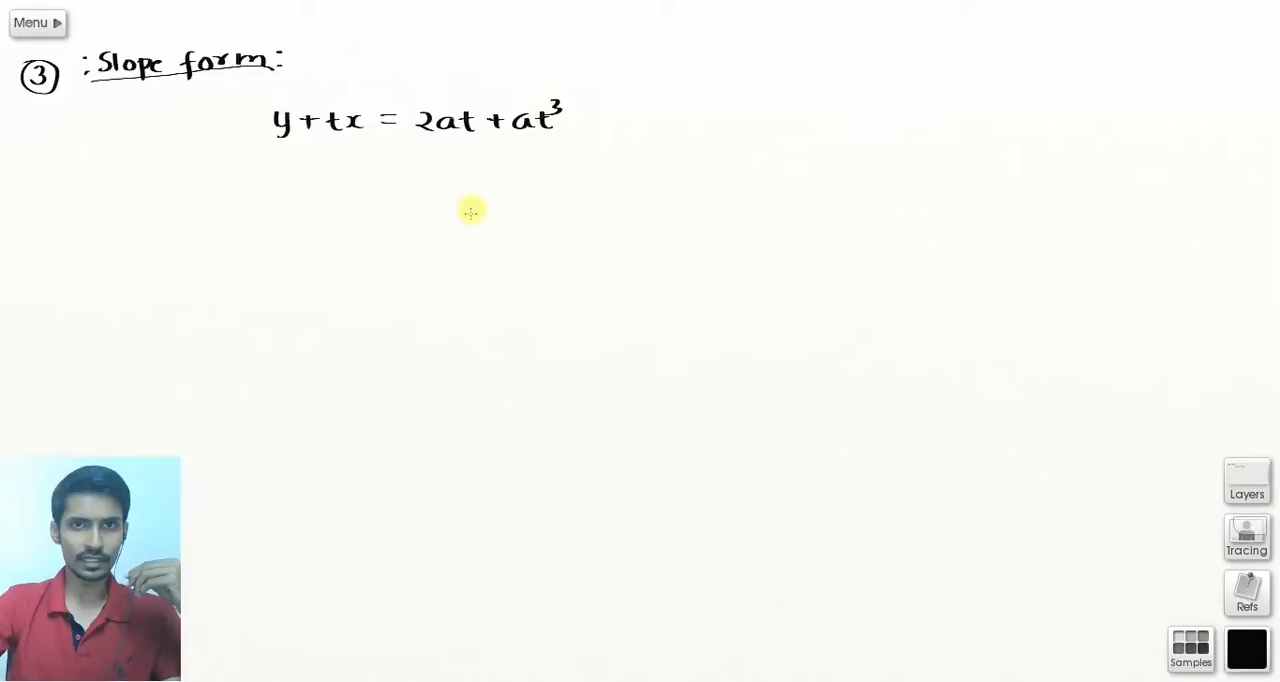 Menu
③ :Slope form:
y + tx = 2at + at³
Layers
Tracing
Refs
Samples